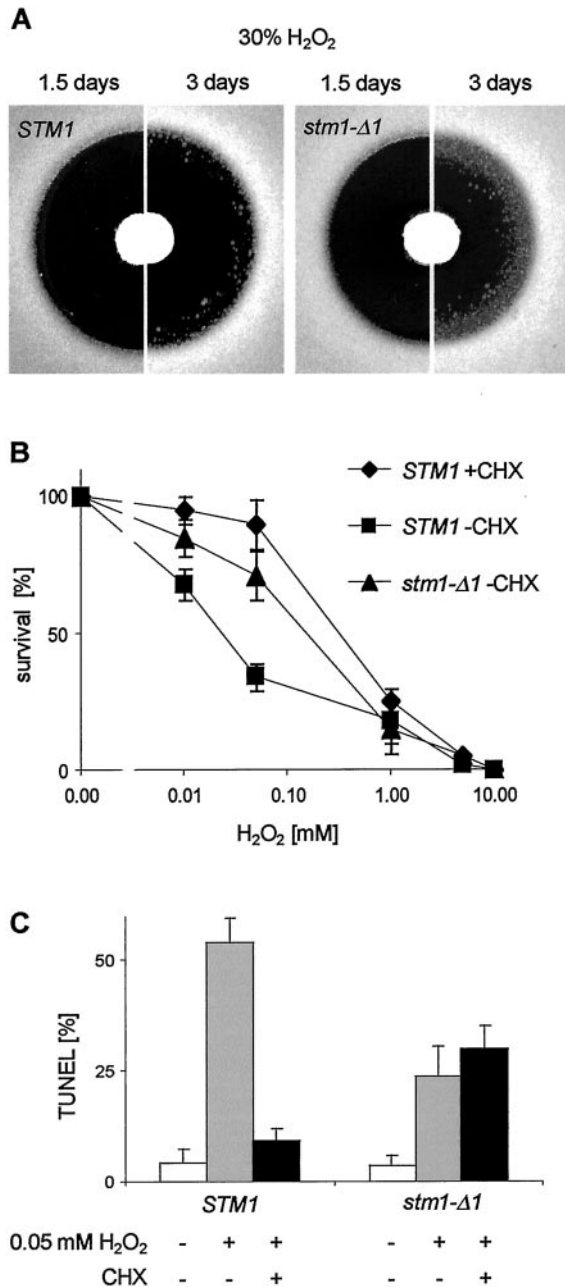 A
30% H₂O₂
1.5 days 3 days 1.5 days 3 days
STM1 stm1-Δ1
B
STM1 +CHX
STM1 -CHX
stm1-Δ1 -CHX
100
50
0
survival [%]
0.00 0.01 0.10 1.00 10.00
H₂O₂ [mM]
C
50
25
0
TUNEL [%]
STM1 stm1-Δ1
0.05 mM H₂O₂ - + + - + +
CHX - - + - - +